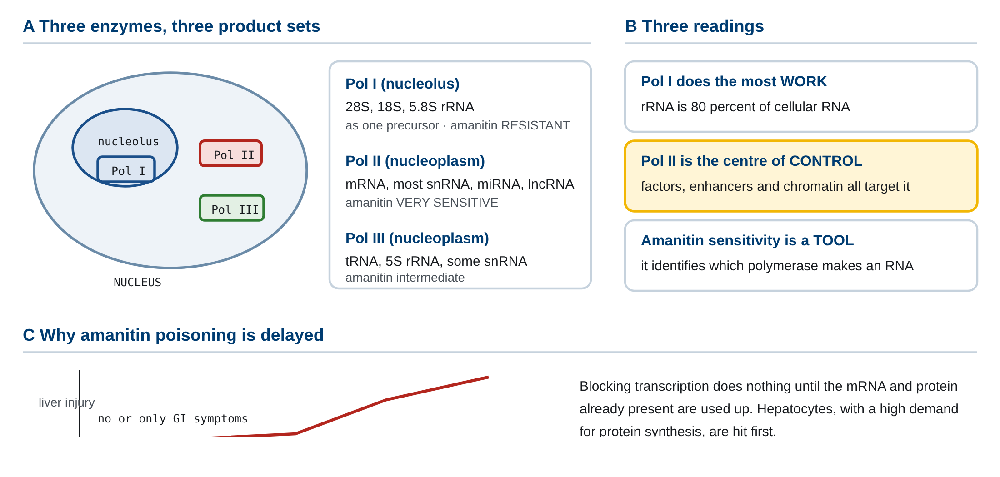 A Three enzymes, three product sets
nucleolus
Pol I
Pol II
Pol III
NUCLEUS
Pol I (nucleolus)
28S, 18S, 5.8S rRNA
as one precursor · amanitin RESISTANT
Pol II (nucleoplasm)
mRNA, most snRNA, miRNA, lncRNA
amanitin VERY SENSITIVE
Pol III (nucleoplasm)
tRNA, 5S rRNA, some snRNA
amanitin intermediate
B Three readings
Pol I does the most WORK
rRNA is 80 percent of cellular RNA
Pol II is the centre of CONTROL
factors, enhancers and chromatin all target it
Amanitin sensitivity is a TOOL
it identifies which polymerase makes an RNA
C Why amanitin poisoning is delayed
liver injury
no or only GI symptoms
Blocking transcription does nothing until the mRNA and protein
already present are used up. Hepatocytes, with a high demand
for protein synthesis, are hit first.